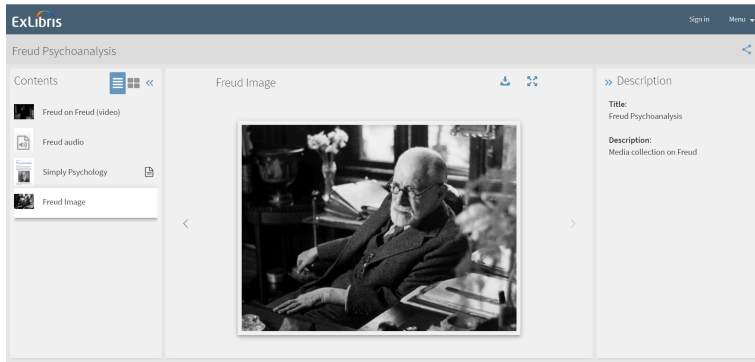 ExLibris
Sign in
Menu
Freud Psychoanalysis
Contents
Freud on Freud (video)
Freud audio
Simply Psychology
Freud Image
Freud Image
Description
Title:
Freud Psychoanalysis
Description:
Media collection on Freud